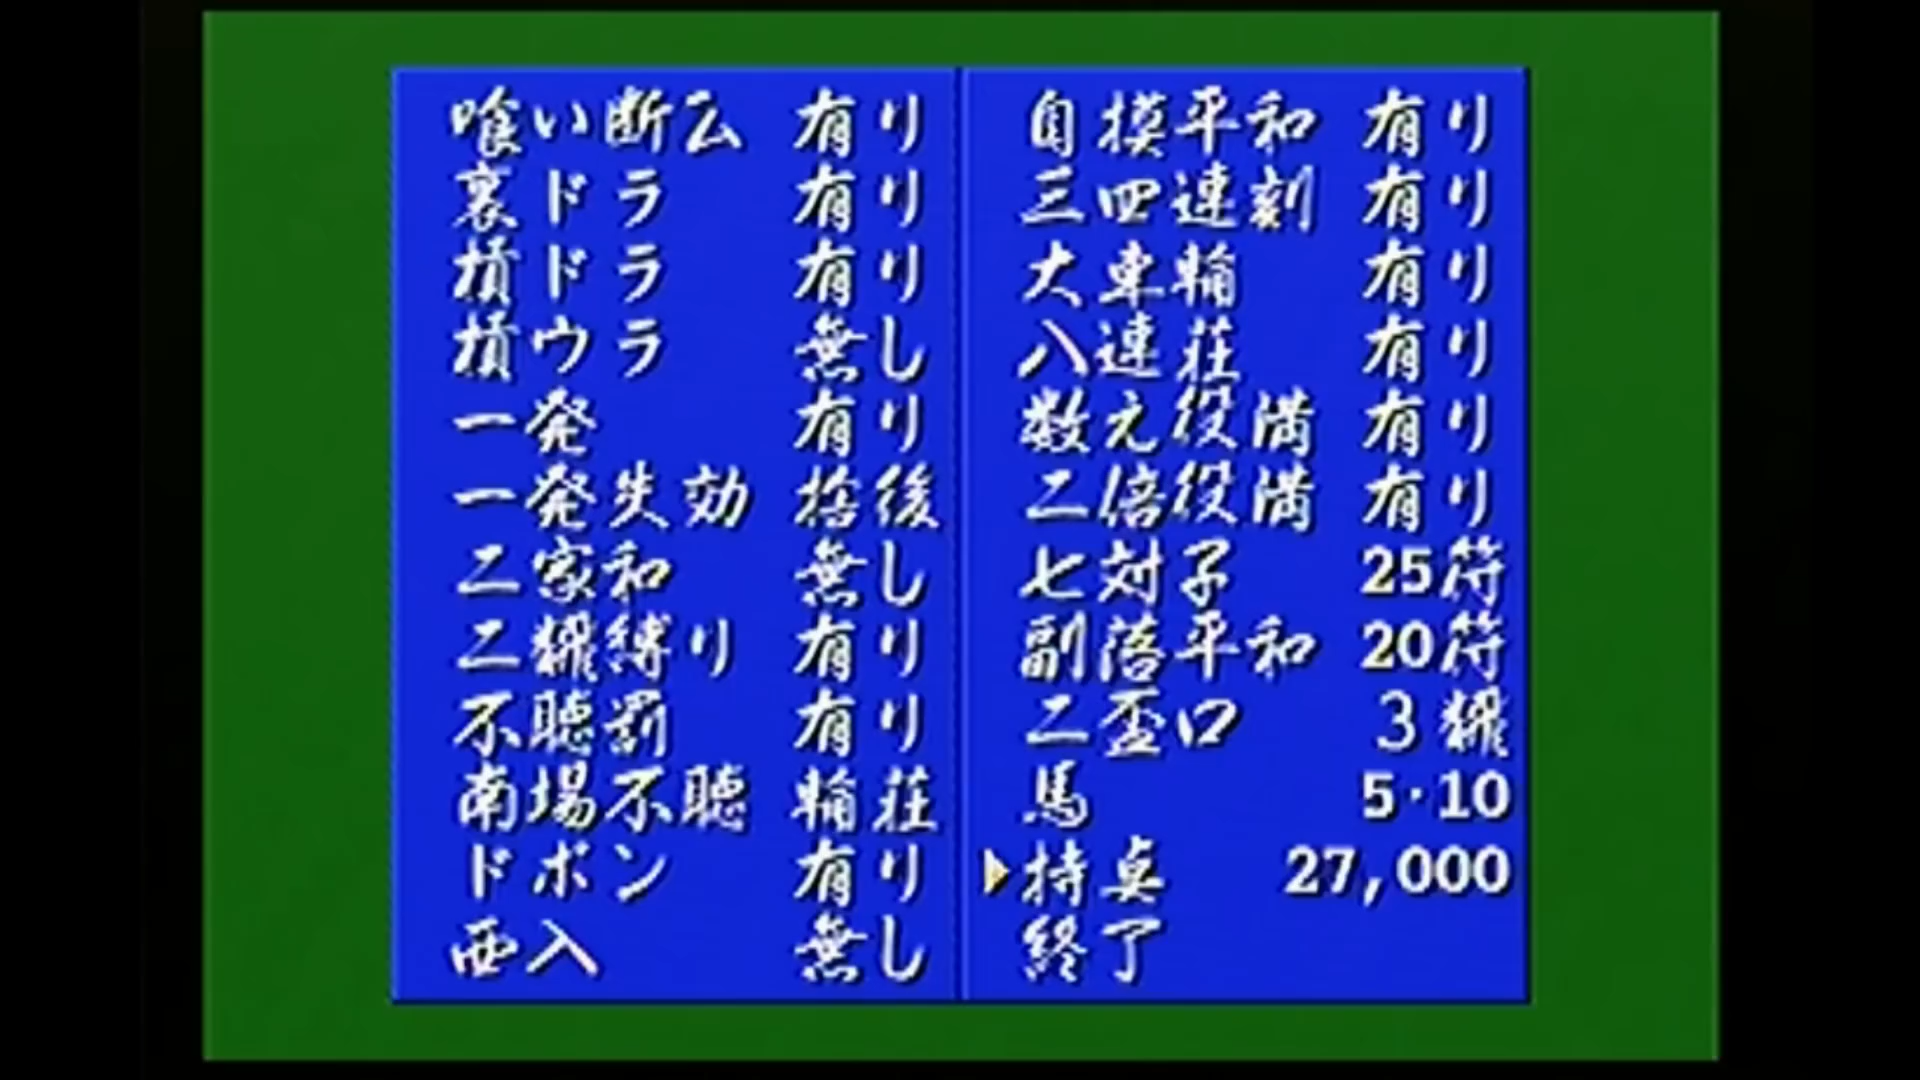 喰い断么 有り
裏ドラ 有り
槓ドラ 有り
槓ウラ 無し
一発 有り
一発失効 捨後
二家和 無し
二飜縛り 有り
不聴罰 有り
南場不聴 輪荘
ドボン 有り
西入 無し
自摸平和 有り
三四連刻 有り
大車輪 有り
八連荘 有り
数え役満 有り
二倍役満 有り
七対子 25符
副落平和 20符
二盃口 3飜
馬 5・10
持卓 27,000
終了